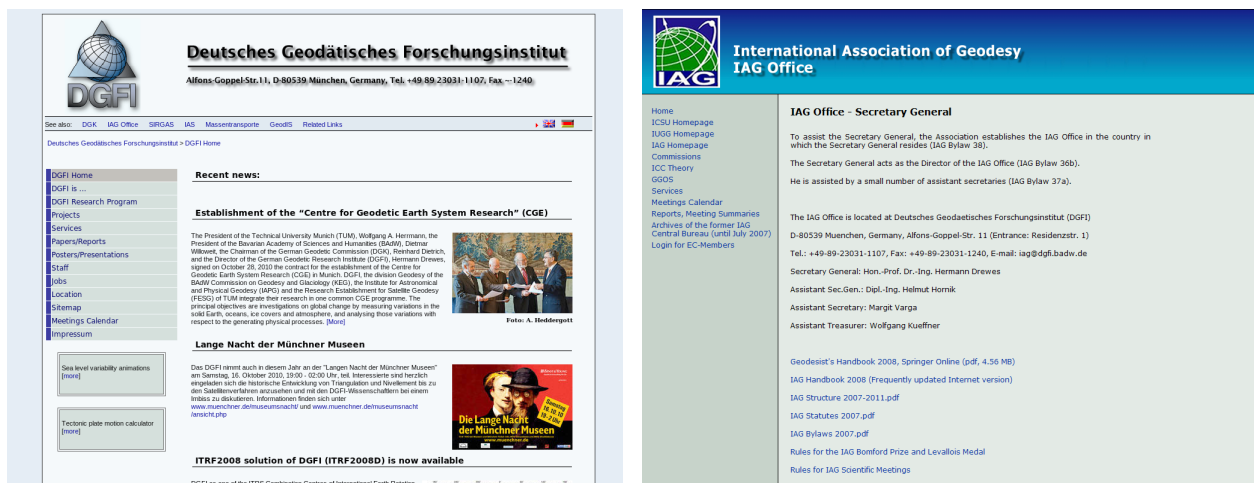 DGFI
Deutsches Geodätisches Forschungsinstitut
Alfons-Goppel-Str.11, D-80539 München, Germany, Tel. +49-89-23031-1107, Fax --1240
See also: DGK IAG Office SIRGAS IAS Massentransporte GeodIS Related Links
Deutsches Geodätisches Forschungsinstitut > DGFI Home
DGFI Home
DGFI is ...
DGFI Research Program
Projects
Services
Papers/Reports
Posters/Presentations
Staff
Jobs
Location
Sitemap
Meetings Calendar
Impressum
Sea level variability animations
[more]
Tectonic plate motion calculator
[more]
Recent news:
Establishment of the “Centre for Geodetic Earth System Research” (CGE)
The President of the Technical University Munich (TUM), Wolfgang A. Herrmann, the
President of the Bavarian Academy of Sciences and Humanities (BAdW), Dietmar
Willoweit, the Chairman of the German Geodetic Commission (DGK), Reinhard Dietrich,
and the Director of the German Geodetic Research Institute (DGFI), Hermann Drewes,
signed on October 28, 2010 the contract for the establishment of the Centre for
Geodetic Earth System Research (CGE) in Munich. DGFI, the division Geodesy of the
BAdW Commission on Geodesy and Glaciology (KEG), the Institute for Astronomical
and Physical Geodesy (IAPG) and the Research Establishment for Satellite Geodesy
(FESG) of TUM integrate their research in one common CGE programme. The
principal objectives are investigations on global change by measuring variations in the
solid Earth, oceans, ice covers and atmosphere, and analysing those variations with
respect to the generating physical processes. [More]
Foto: A. Heddergott
Lange Nacht der Münchner Museen
Das DGFI nimmt auch in diesem Jahr an der "Langen Nacht der Münchner Museum"
am Samstag, 16. Oktober 2010, 19:00 - 02:00 Uhr, teil. Interessierte sind herzlich
eingeladen sich die historische Entwicklung von Triangulation und Nivellement bis zu
den Satellitenverfahren anzusehen und mit den DGFI-Wissenschaftlern bei einem
Imbiss zu diskutieren. Informationen finden sich unter
www.muenchner.de/museumsnacht/ und www.muenchner.de/museumsnacht
/ansicht.php
Samstag
16.10.10
19-2 Uhr
Die Lange Nacht
der Münchner Museen
www.muenchner.de
ITRF2008 solution of DGFI (ITRF2008D) is now available
IAG
International Association of Geodesy
IAG Office
Home
ICSU Homepage
IUGG Homepage
IAG Homepage
Commissions
ICC Theory
GGOS
Services
Meetings Calendar
Reports, Meeting Summaries
Archives of the former IAG
Central Bureau (until July 2007)
Login for EC-Members
IAG Office - Secretary General
To assist the Secretary General, the Association establishes the IAG Office in the country in
which the Secretary General resides (IAG Bylaw 38).
The Secretary General acts as the Director of the IAG Office (IAG Bylaw 36b).
He is assisted by a small number of assistant secretaries (IAG Bylaw 37a).
The IAG Office is located at Deutsches Geodaetisches Forschungsinstitut (DGFI)
D-80539 Muenchen, Germany, Alfons-Goppel-Str. 11 (Entrance: Residenzstr. 1)
Tel.: +49-89-23031-1107, Fax: +49-89-23031-1240, E-mail: iag@dgfi.badw.de
Secretary General: Hon.-Prof. Dr.-Ing. Hermann Drewes
Assistant Sec.Gen.: Dipl.-Ing. Helmut Hornik
Assistant Secretary: Margit Varga
Assistant Treasurer: Wolfgang Kueffner
Geodesist's Handbook 2008, Springer Online (pdf, 4.56 MB)
IAG Handbook 2008 (Frequently updated Internet version)
IAG Structure 2007-2011.pdf
IAG Statutes 2007.pdf
IAG Bylaws 2007.pdf
Rules for the IAG Bomford Prize and Levallois Medal
Rules for IAG Scientific Meetings